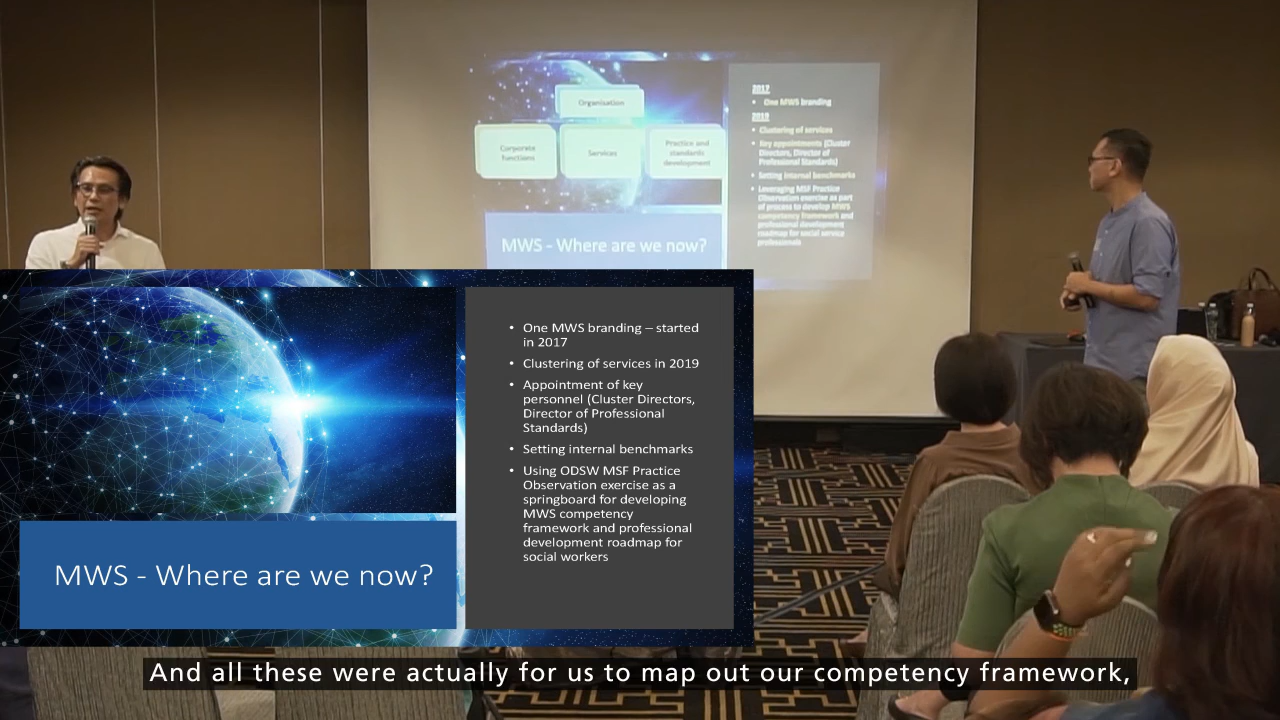 Organisation
Corporate
functions
Services
Practice and
standards
development
MWS - Where are we now?
2017
• One MWS branding
2019
• Clustering of services
• Key appointments (Cluster
Directors, Director of
Professional Standards)
• Setting internal benchmarks
• Leveraging MSF Practice
Observation exercise as part
of process to develop MWS
competency framework and
professional development
roadmap for social service
professionals
• One MWS branding – started
in 2017
• Clustering of services in 2019
• Appointment of key
personnel (Cluster Directors,
Director of Professional
Standards)
• Setting internal benchmarks
• Using ODSW MSF Practice
Observation exercise as a
springboard for developing
MWS competency
framework and professional
development roadmap for
social workers
MWS - Where are we now?
And all these were actually for us to map out our competency framework,